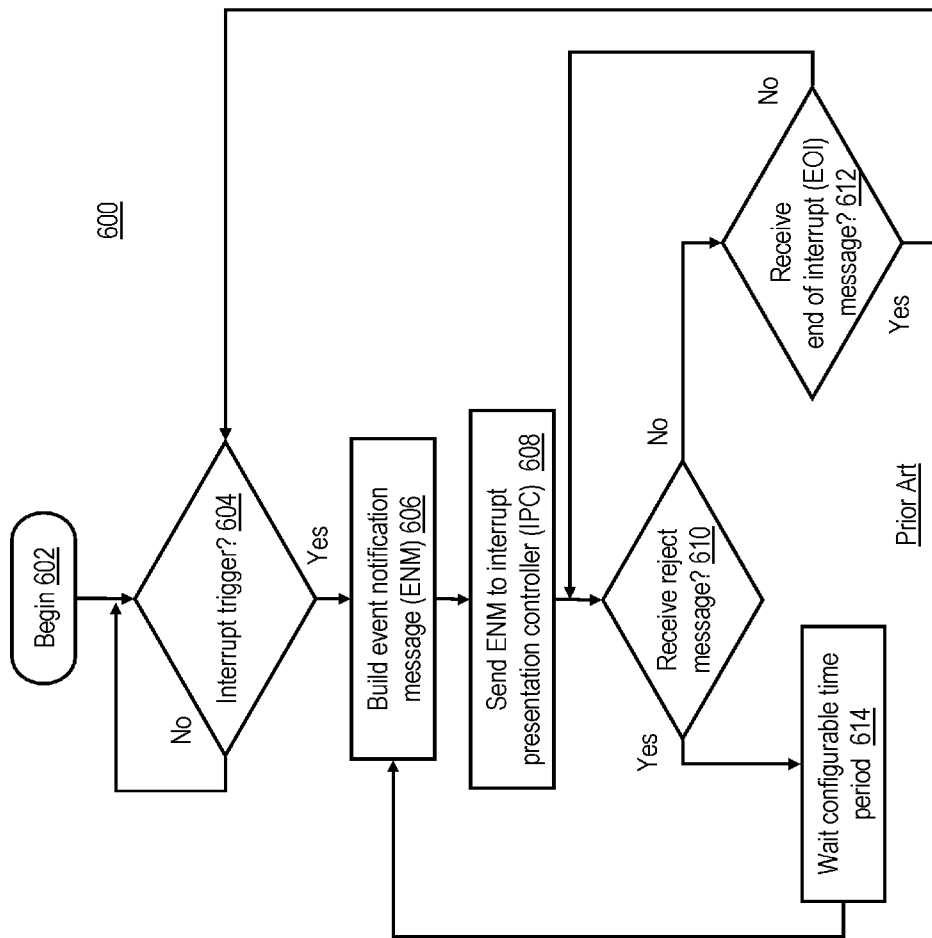 600
Begin 602
Interrupt trigger? 604
No
Yes
Build event notification
message (ENM) 606
Send ENM to interrupt
presentation controller (IPC) 608
Receive reject
message? 610
Yes
No
Receive
end of interrupt (EOI)
message? 612
No
Yes
Wait configurable time
period 614
Prior Art